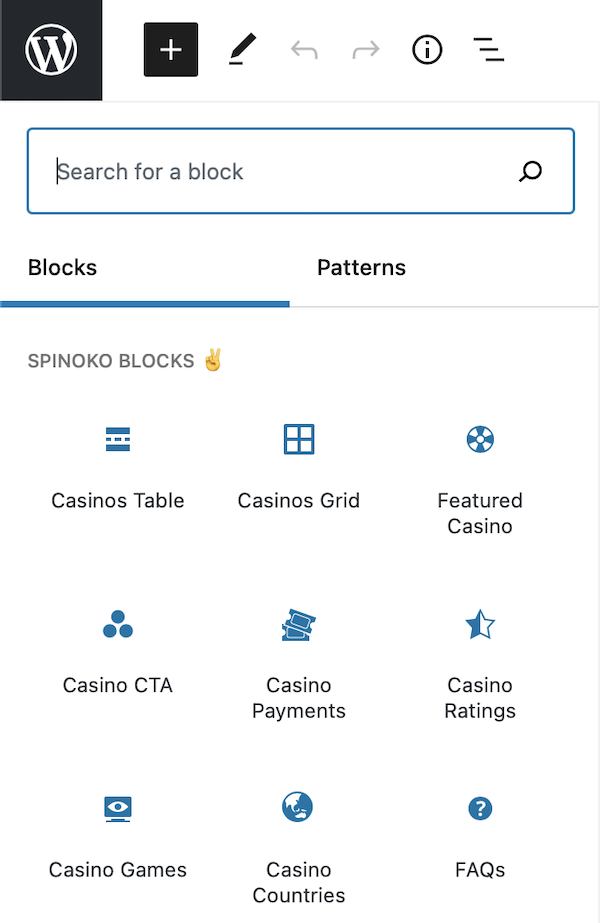 Search for a block
Blocks
Patterns
SPINOKO BLOCKS ✌️
Casinos Table
Casinos Grid
Featured
Casino
Casino CTA
Casino
Payments
Casino
Ratings
Casino Games
Casino
Countries
FAQs